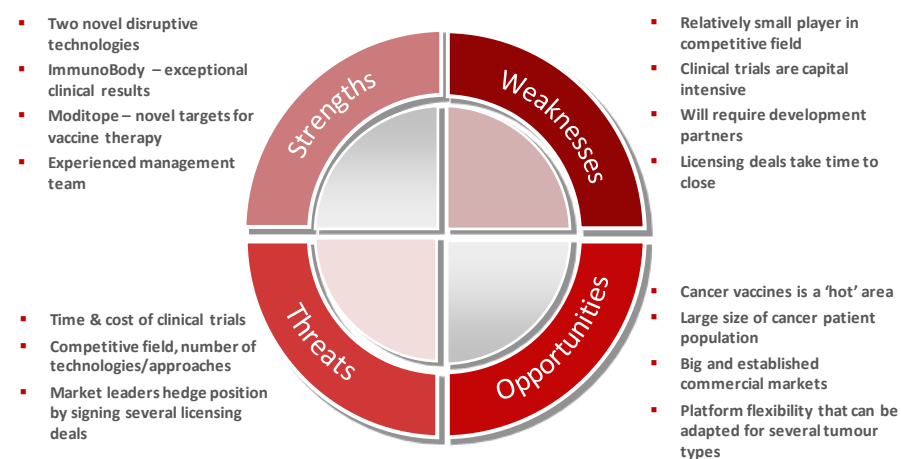 Two novel disruptive
technologies
ImmunoBody – exceptional
clinical results
Moditope – novel targets for
vaccine therapy
Experienced management
team
Strengths
Weaknesses
Relatively small player in
competitive field
Clinical trials are capital
intensive
Will require development
partners
Licensing deals take time to
close
Time & cost of clinical trials
Competitive field, number of
technologies/approaches
Market leaders hedge position
by signing several licensing
deals
Threats
Opportunities
Cancer vaccines is a ‘hot’ area
Large size of cancer patient
population
Big and established
commercial markets
Platform flexibility that can be
adapted for several tumour
types